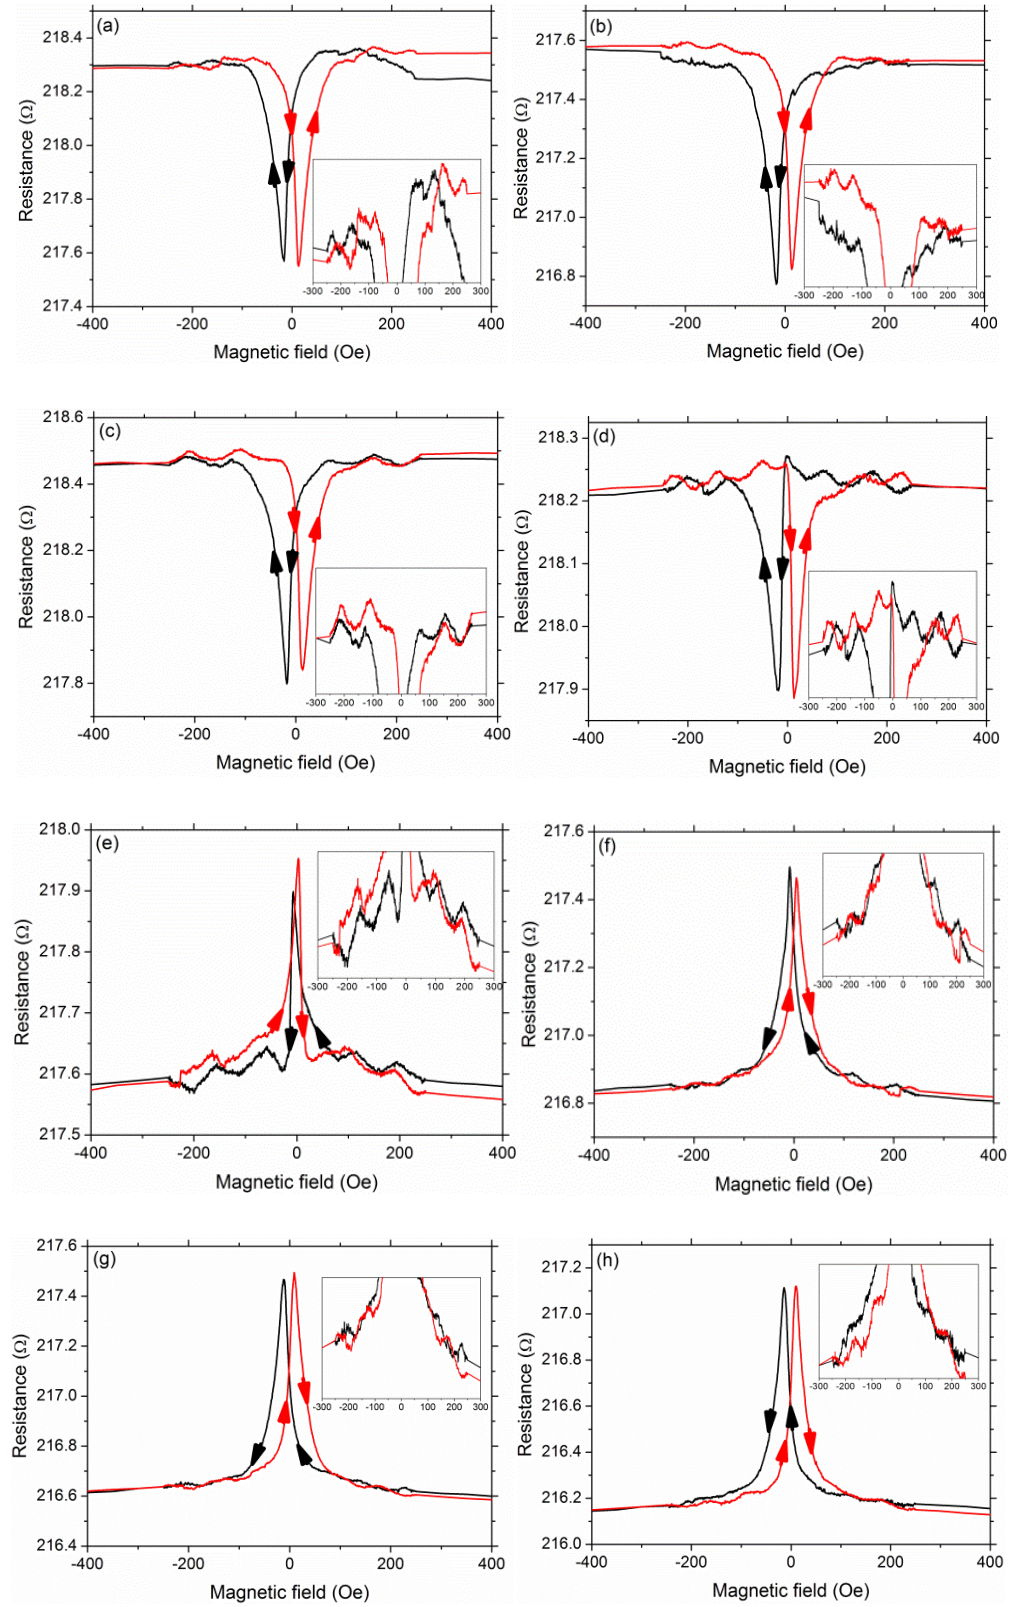 (a)
218.4
218.2
218.0
217.8
217.6
217.4
Resistance (Ω)
-300 -200 -100 0 100 200 300
-400 -200 0 200 400
Magnetic field (Oe)
(b)
217.6
217.4
217.2
217.0
216.8
Resistance (Ω)
-300 -200 -100 0 100 200 300
-400 -200 0 200 400
Magnetic field (Oe)
(c)
218.6
218.4
218.2
218.0
217.8
Resistance (Ω)
-300 -200 -100 0 100 200 300
-400 -200 0 200 400
Magnetic field (Oe)
(d)
218.3
218.2
218.1
218.0
217.9
Resistance (Ω)
-300 -200 -100 0 100 200 300
-400 -200 0 200 400
Magnetic field (Oe)
(e)
218.0
217.9
217.8
217.7
217.6
217.5
Resistance (Ω)
-300 -200 -100 0 100 200 300
-400 -200 0 200 400
Magnetic field (Oe)
(f)
217.6
217.4
217.2
217.0
216.8
Resistance (Ω)
-300 -200 -100 0 100 200 300
-400 -200 0 200 400
Magnetic field (Oe)
(g)
217.6
217.4
217.2
217.0
216.8
216.6
216.4
Resistance (Ω)
-300 -200 -100 0 100 200 300
-400 -200 0 200 400
Magnetic field (Oe)
(h)
217.2
217.0
216.8
216.6
216.4
216.2
216.0
Resistance (Ω)
-300 -200 -100 0 100 200 300
-400 -200 0 200 400
Magnetic field (Oe)